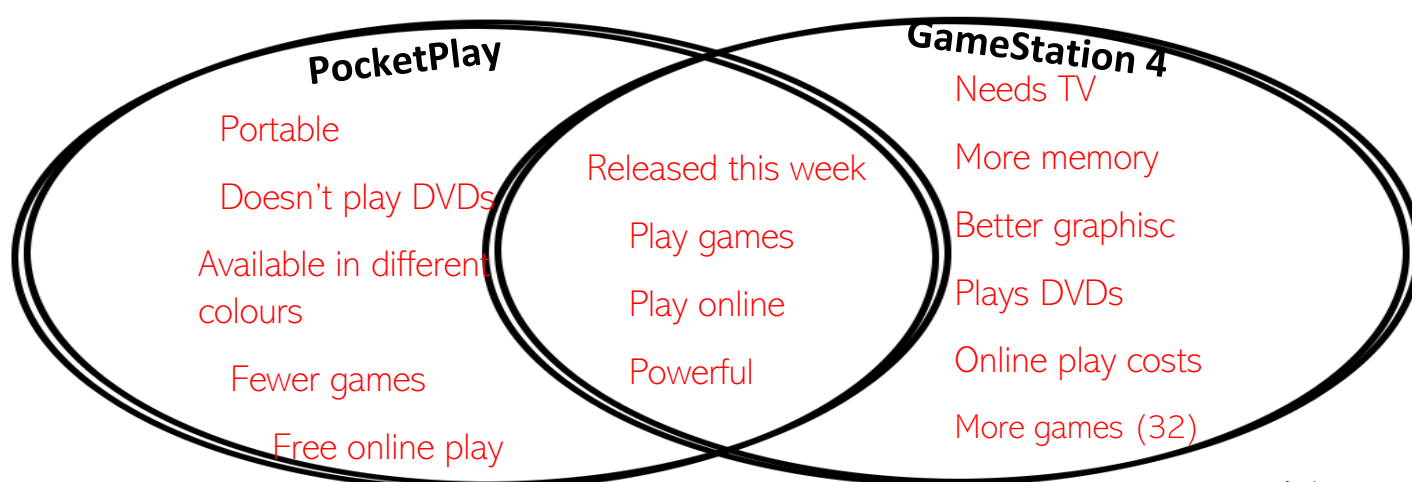 PocketPlay
Portable
Doesn't play DVDs
Available in different
colours
Fewer games
Free online play
Released this week
Play games
Play online
Powerful
GameStation 4
Needs TV
More memory
Better graphisc
Plays DVDs
Online play costs
More games (32)